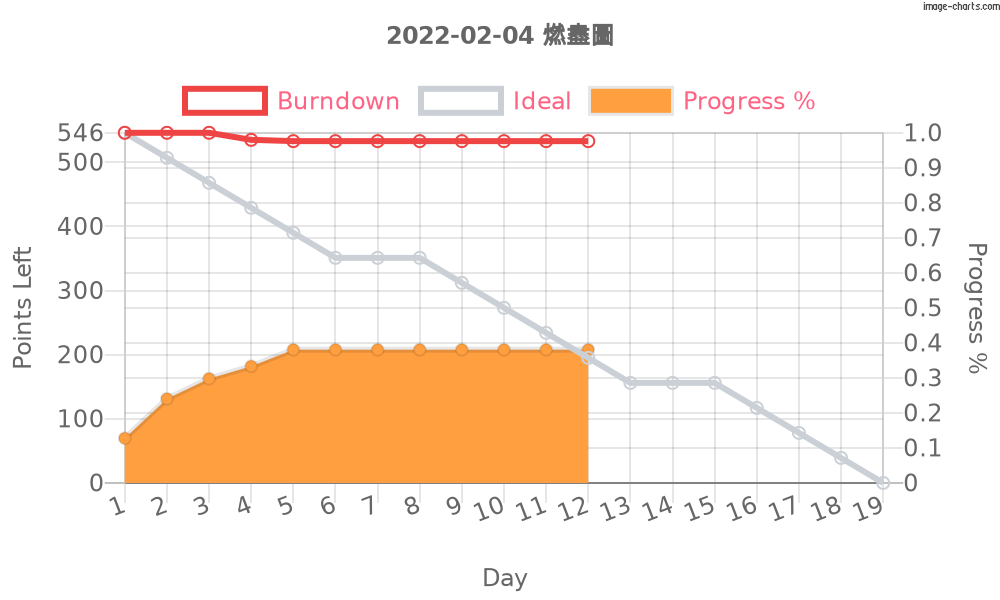 image-charts.com
2022-02-04 燃盡圖
Burndown Ideal Progress %
546 1.0
500 0.9
0.8
400 0.7
0.6
300 0.5
0.4
200 0.3
100 0.2
0.1
0 0
Points Left
Progress %
1 2 3 4 5 6 7 8 9 10 11 12 13 14 15 16 17 18 19
Day